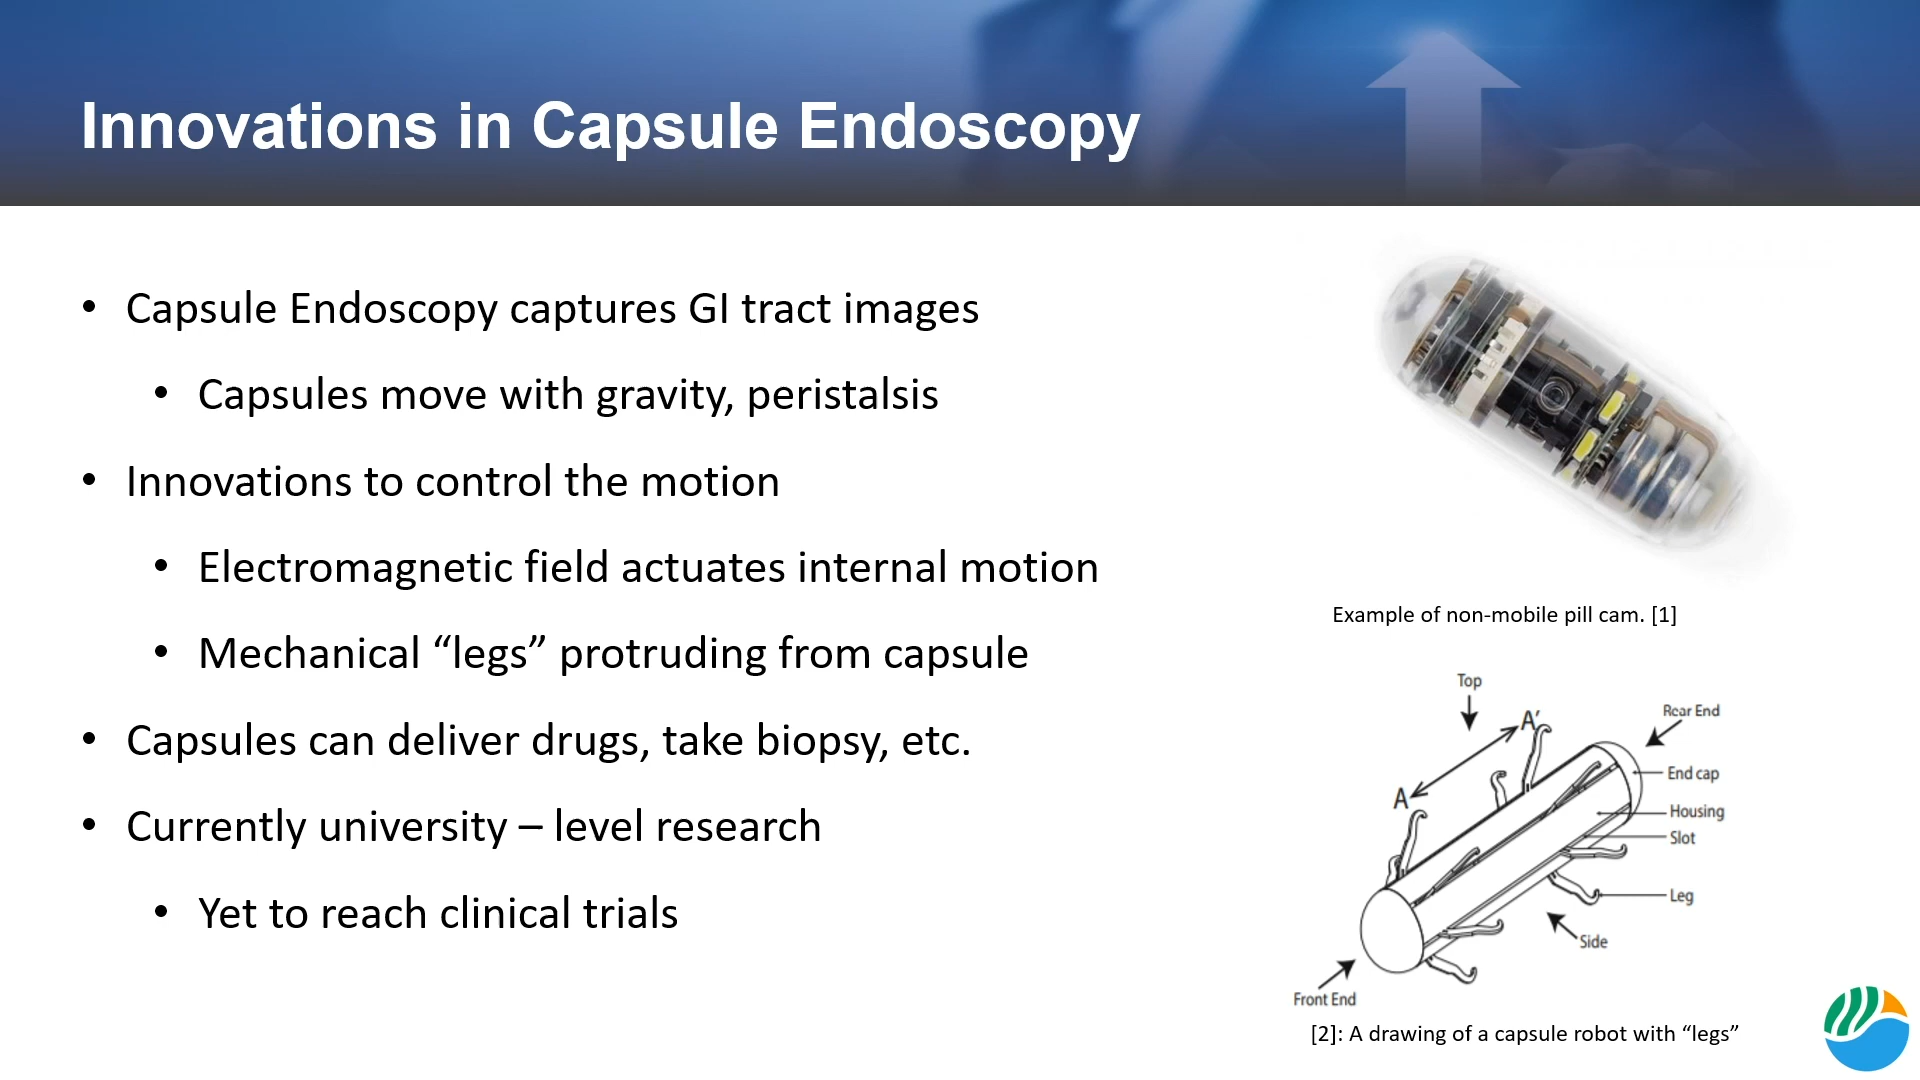 Innovations in Capsule Endoscopy
• Capsule Endoscopy captures GI tract images
• Capsules move with gravity, peristalsis
• Innovations to control the motion
• Electromagnetic field actuates internal motion
• Mechanical “legs” protruding from capsule
• Capsules can deliver drugs, take biopsy, etc.
• Currently university – level research
• Yet to reach clinical trials
Example of non-mobile pill cam. [1]
Top
A’
Rear End
End cap
A
Housing
Slot
Leg
Side
Front End
[2]: A drawing of a capsule robot with “legs”